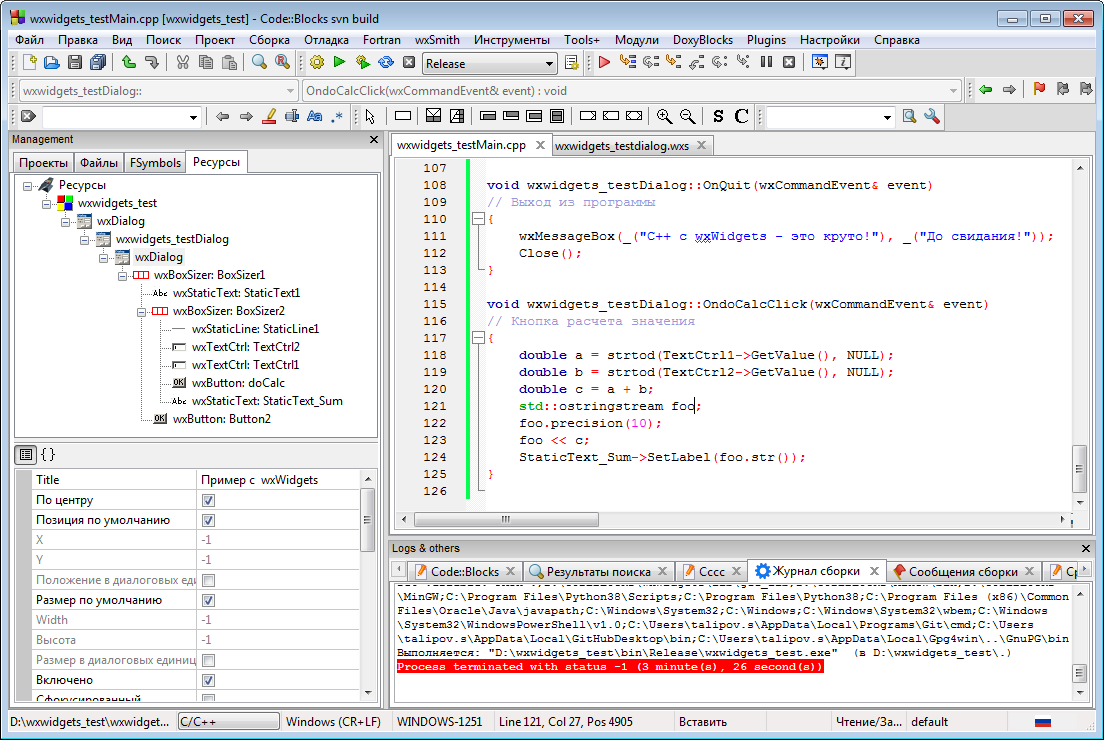 wxwidgets_testMain.cpp [wxwidgets_test] - Code::Blocks svn build
Файл Правка Вид Поиск Проект Сборка Отладка Fortran wxSmith Инструменты Tools+ Модули DoxyBlocks Plugins Настройки Справка
Release
wxwidgets_testDialog:: OndoCalcClick(wxCommandEvent& event) : void
Aa .* S C
Management
Проекты Файлы FSymbols Ресурсы
Ресурсы
wxwidgets_test
wxDialog
wxwidgets_testDialog
wxDialog
wxBoxSizer: BoxSizer1
Abc wxStaticText: StaticText1
wxBoxSizer: BoxSizer2
wxStaticLine: StaticLine1
wxTextCtrl: TextCtrl2
wxTextCtrl: TextCtrl1
OK wxButton: doCalc
Abc wxStaticText: StaticText_Sum
OK wxButton: Button2
{}
Title Пример с wxWidgets
По центру
Позиция по умолчанию
X -1
Y -1
Положение в диалоговых еди
Размер по умолчанию
Width -1
Высота -1
Размер в диалоговых единиц
Включено
Сфокусированный
wxwidgets_testMain.cpp wxwidgets_testdialog.wxs
107
108 void wxwidgets_testDialog::OnQuit(wxCommandEvent& event)
109 // Выход из программы
110 {
111 wxMessageBox(_("C++ с wxWidgets - это круто!"), _("До свидания!"));
112 Close();
113 }
114
115 void wxwidgets_testDialog::OndoCalcClick(wxCommandEvent& event)
116 // Кнопка расчета значения
117 {
118 double a = strtod(TextCtrl1->GetValue(), NULL);
119 double b = strtod(TextCtrl2->GetValue(), NULL);
120 double c = a + b;
121 std::ostringstream foo;
122 foo.precision(10);
123 foo << c;
124 StaticText_Sum->SetLabel(foo.str());
125 }
126
Logs & others
Code::Blocks Результаты поиска Cccc Журнал сборки Сообщения сборки
\MinGW;C:\Program Files\Python38\Scripts;C:\Program Files\Python38;C:\Program Files (x86)\Common
Files\Oracle\Java\javapath;C:\Windows\System32;C:\Windows;C:\Windows\System32\wbem;C:\Windows
\System32\WindowsPowerShell\v1.0;C:\Users\talipov.s\AppData\Local\Programs\Git\cmd;C:\Users
\talipov.s\AppData\Local\GitHubDesktop\bin;C:\Users\talipov.s\AppData\Local\Gpg4win\..\GnuPG\bin
Выполняется: "D:\wxwidgets_test\bin\Release\wxwidgets_test.exe" (в D:\wxwidgets_test\.)
Process terminated with status -1 (3 minute(s), 26 second(s))
D:\wxwidgets_test\wxwidget... C/C++ Windows (CR+LF) WINDOWS-1251 Line 121, Col 27, Pos 4905 Вставить Чтение/За... default